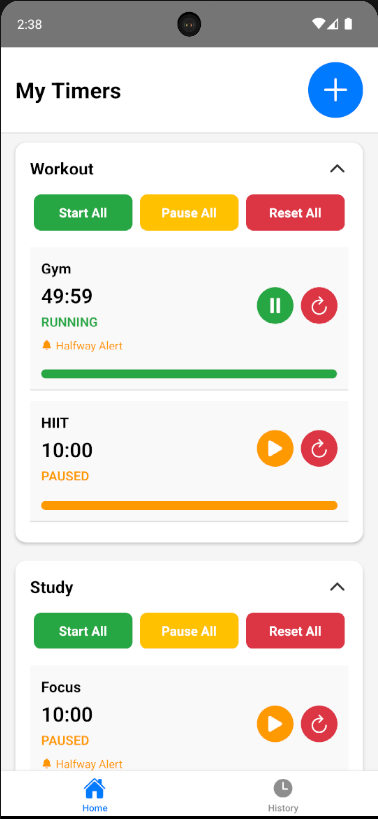 2:38
My Timers
Workout
Start All Pause All Reset All
Gym
49:59
RUNNING
Halfway Alert
HIIT
10:00
PAUSED
Study
Start All Pause All Reset All
Focus
10:00
PAUSED
Halfway Alert
Home History